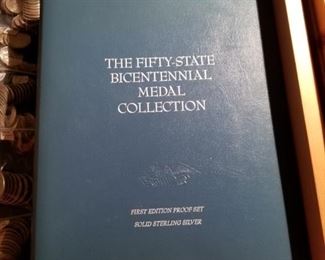 THE FIFTY-STATE
BICENTENNIAL
MEDAL
COLLECTION
FIRST EDITION PROOF SET
SOLID STERLING SILVER